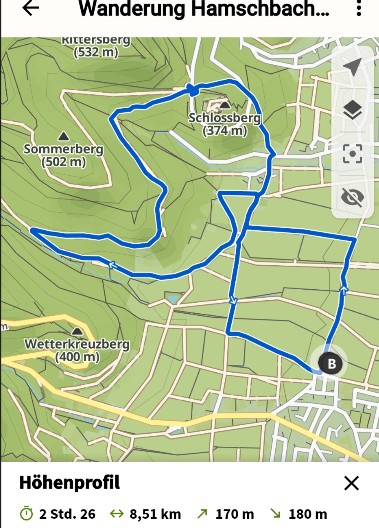 Wanderung Hamschbach...
Rittersberg
(532 m)
Schlossberg
(374 m)
Sommerberg
(502 m)
Wetterkreuzberg
(400 m)
B
Höhenprofil
2 Std. 26 8,51 km 170 m 180 m